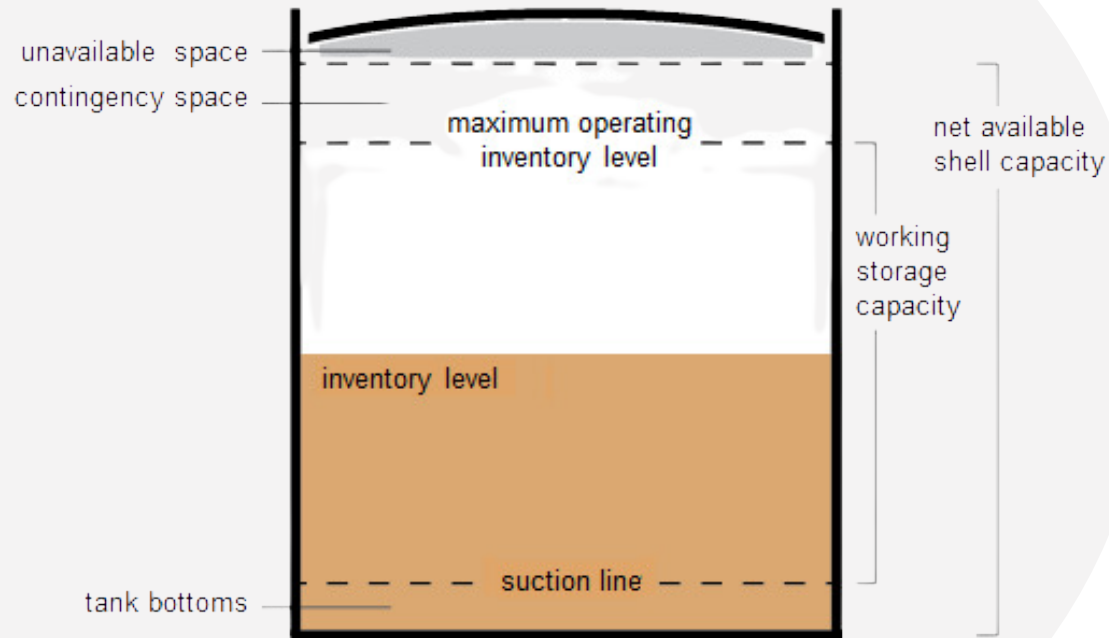 unavailable space
contingency space
maximum operating
inventory level
net available
shell capacity
working
storage
capacity
inventory level
suction line
tank bottoms